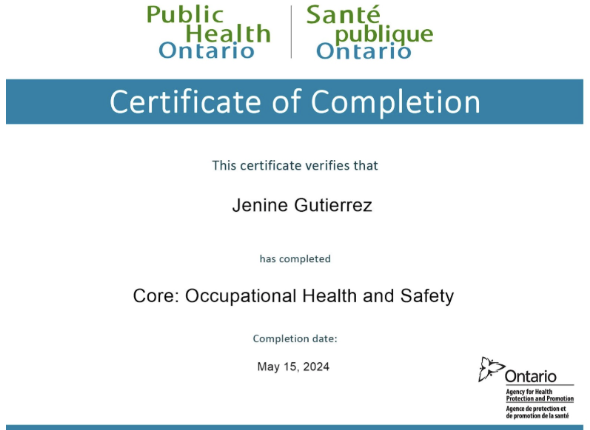 Public Health Ontario
Santé publique Ontario
Certificate of Completion
This certificate verifies that
Jenine Gutierrez
has completed
Core: Occupational Health and Safety
Completion date:
May 15, 2024
Ontario
Agency for Health
Protection and Promotion
Agence de protection et
de promotion de la santé